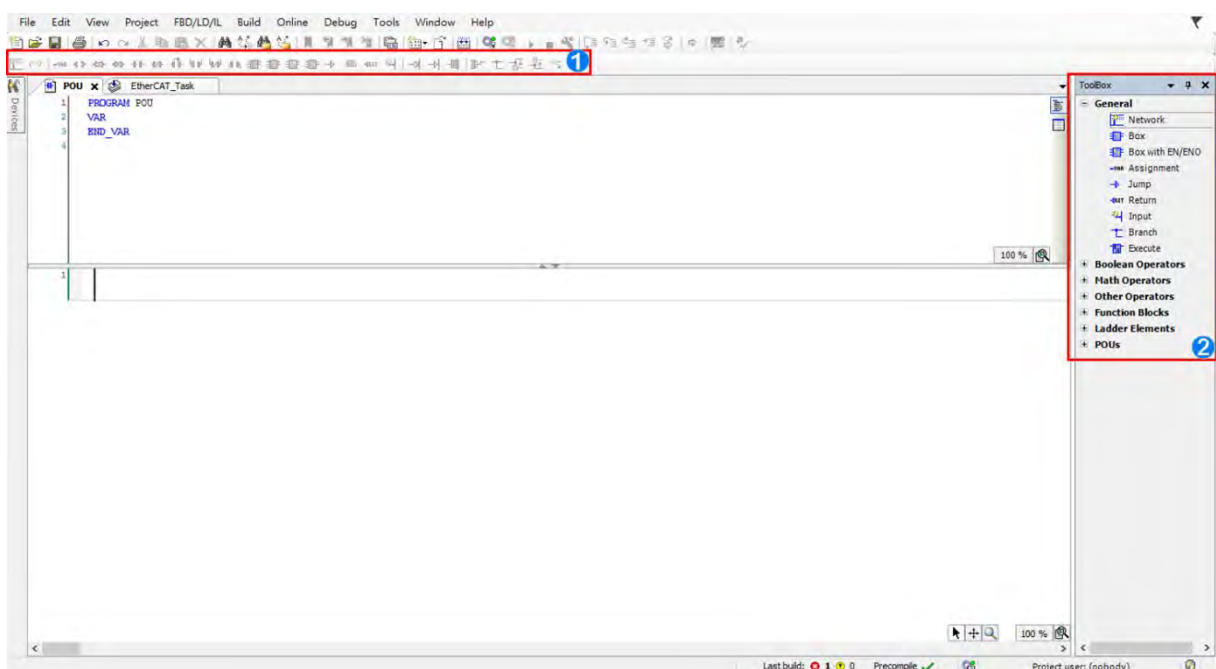 File Edit View Project FBD/LD/IL Build Online Debug Tools Window Help
1
POU x EtherCAT_Task
ToolBox
Devices
1 PROGRAM POU
2 VAR
3 END_VAR
4
100 %
1
General
Network
Box
Box with EN/ENO
Assignment
Jump
Return
Input
Branch
Execute
Boolean Operators
Math Operators
Other Operators
Function Blocks
Ladder Elements
POUs
2
100 %
Last build: 1 0 Precompile Project user: (nobody)